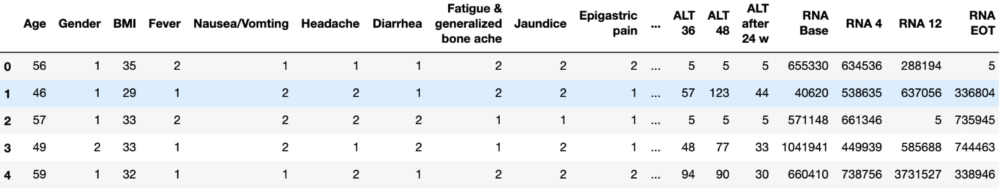 Age Gender BMI Fever Nausea/Vomting Headache Diarrhea Fatigue & generalized bone ache Jaundice Epigastric pain ... ALT 36 ALT 48 ALT after 24 w RNA Base RNA 4 RNA 12 RNA EOT
0 56 1 35 2 1 1 1 2 2 2 ... 5 5 5 655330 634536 288194 5
1 46 1 29 1 2 2 1 2 2 1 ... 57 123 44 40620 538635 637056 336804
2 57 1 33 2 2 2 2 1 1 1 ... 5 5 5 571148 661346 5 735945
3 49 2 33 1 2 1 2 1 2 1 ... 48 77 33 1041941 449939 585688 744463
4 59 1 32 1 1 2 1 2 2 2 ... 94 90 30 660410 738756 3731527 338946